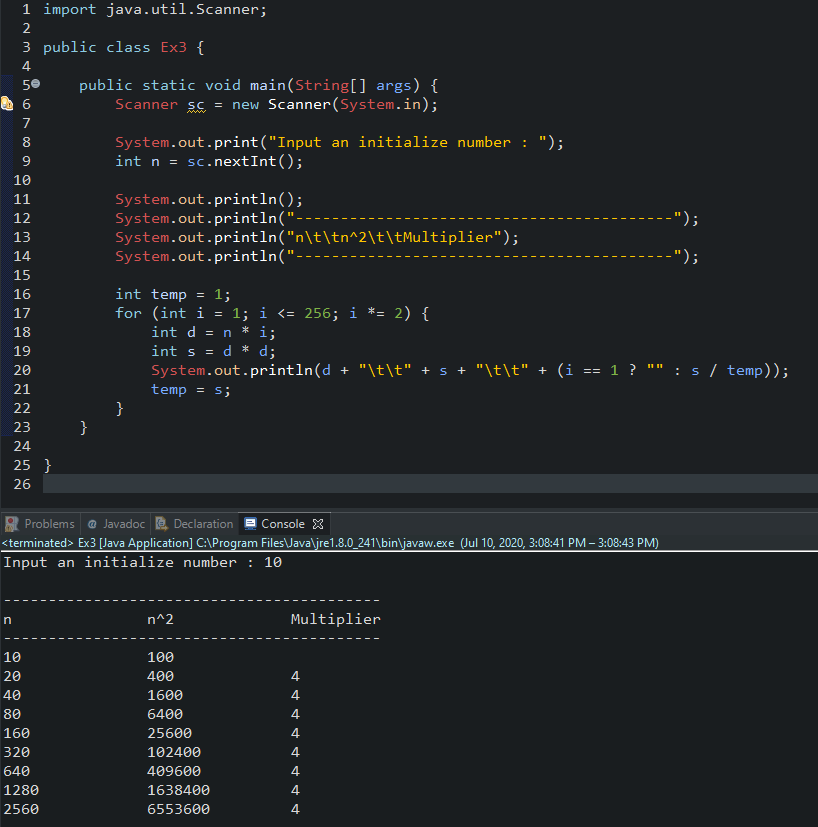 1 import java.util.Scanner;
2
3 public class Ex3 {
4
5     public static void main(String[] args) {
6         Scanner sc = new Scanner(System.in);
7
8         System.out.print("Input an initialize number : ");
9         int n = sc.nextInt();
10
11         System.out.println();
12         System.out.println("------------------------------------------");
13         System.out.println("n\t\tn^2\t\tMultiplier");
14         System.out.println("------------------------------------------");
15
16         int temp = 1;
17         for (int i = 1; i <= 256; i *= 2) {
18             int d = n * i;
19             int s = d * d;
20             System.out.println(d + "\t\t" + s + "\t\t" + (i == 1 ? "" : s / temp));
21             temp = s;
22         }
23     }
24
25 }
26
Problems @ Javadoc Declaration Console
<terminated> Ex3 [Java Application] C:\Program Files\Java\jre1.8.0_241\bin\javaw.exe (Jul 10, 2020, 3:08:41 PM – 3:08:43 PM)
Input an initialize number : 10
------------------------------------------
n n^2 Multiplier
------------------------------------------
10 100
20 400 4
40 1600 4
80 6400 4
160 25600 4
320 102400 4
640 409600 4
1280 1638400 4
2560 6553600 4